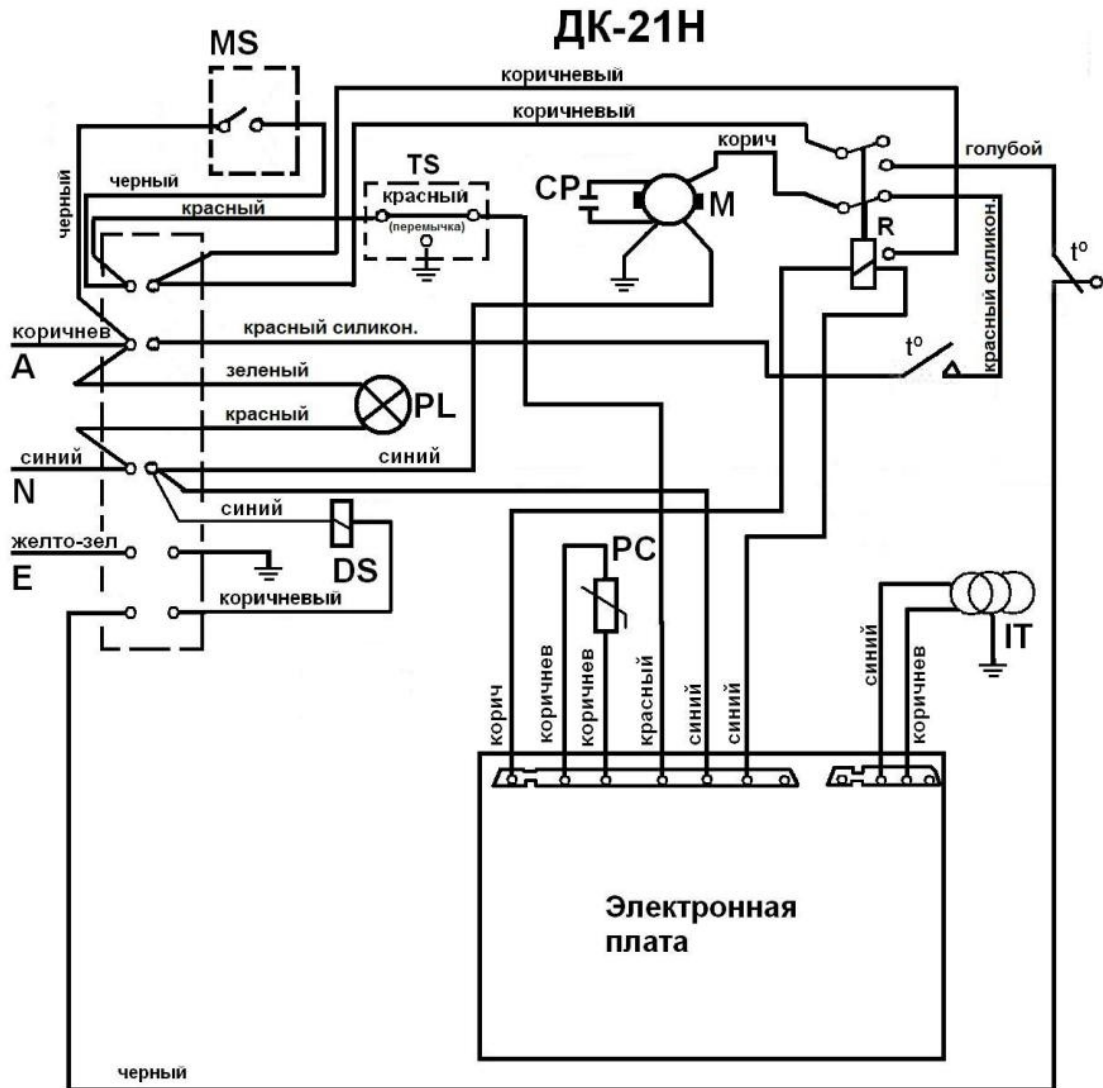 ДК-21Н
MS
коричневый
коричневый
корич
голубой
черный
черный
красный
TS
красный
(перемычка)
CP
M
R
tº
коричнев
A
красный силикон.
tº
красный силикон.
зеленый
PL
красный
синий
N
синий
синий
DS
желто-зел
E
коричневый
PC
IT
корич
коричнев
коричнев
красный
синий
синий
синий
коричнев
Электронная
плата
черный